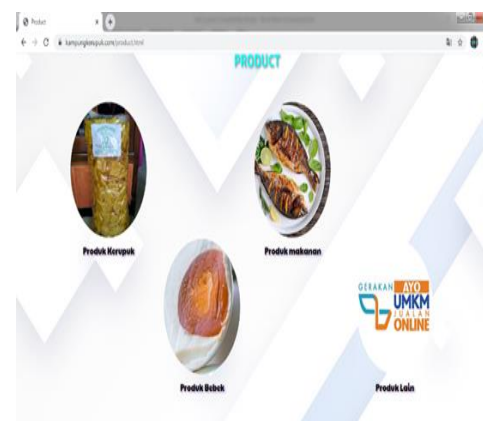 Product
kampungkerupuk.com/product.html
PRODUCT
Produk Kerupuk
Produk makanan
GERAKAN AYO
UMKM
JUALAN
ONLINE
Produk Bebek
Produk Lain